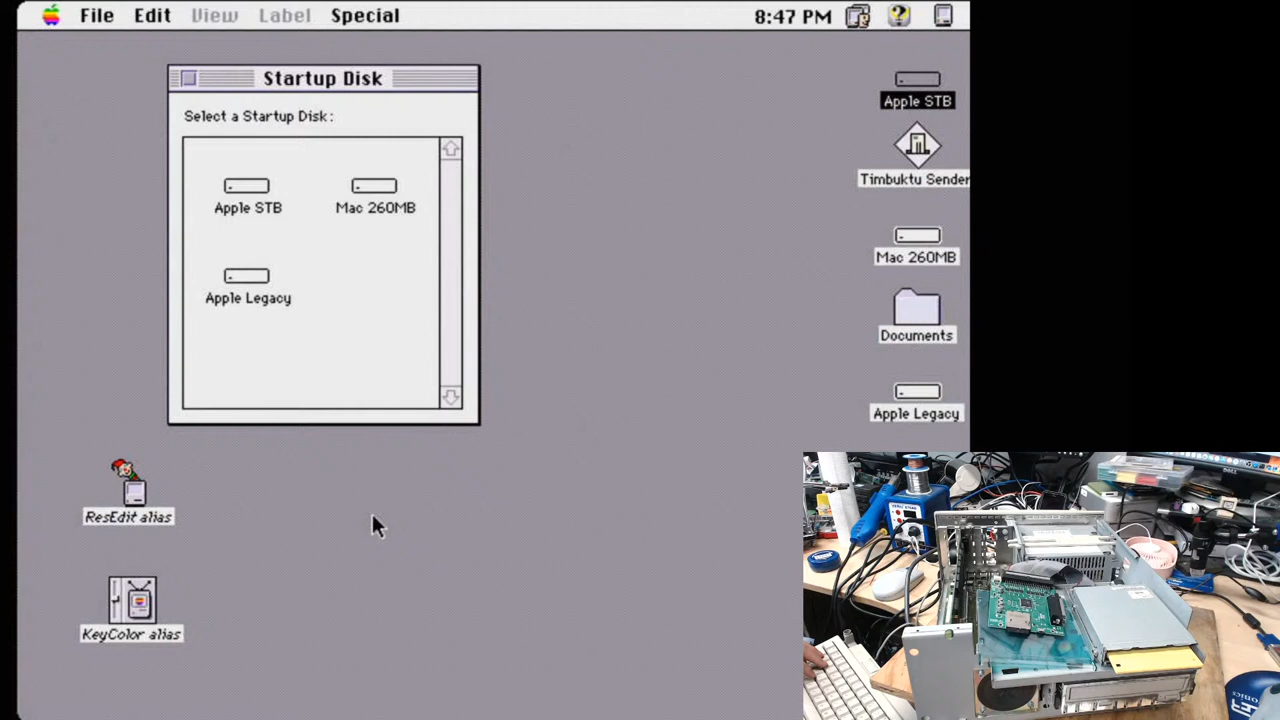 File Edit View Label Special 8:47 PM
Startup Disk
Select a Startup Disk:
Apple STB Mac 260MB
Apple Legacy
Apple STB
Timbuktu Sender
Mac 260MB
Documents
Apple Legacy
ResEdit alias
KeyColor alias